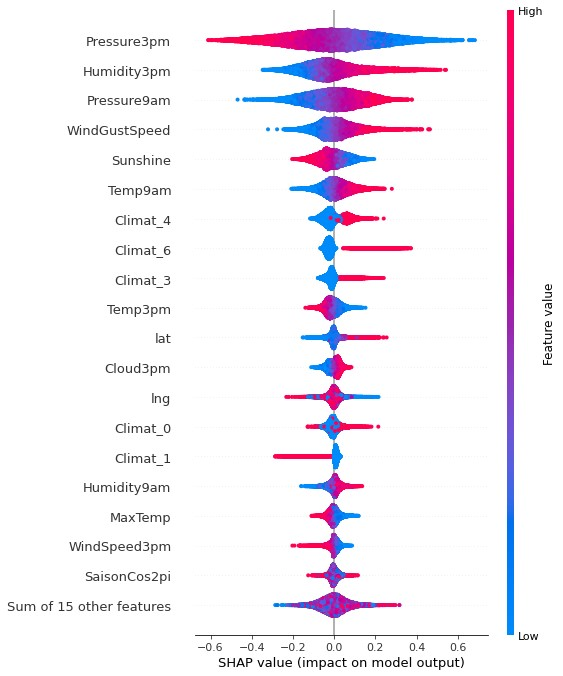 High
Pressure3pm
Humidity3pm
Pressure9am
WindGustSpeed
Sunshine
Temp9am
Climat_4
Climat_6
Climat_3
Temp3pm
lat
Cloud3pm
lng
Climat_0
Climat_1
Humidity9am
MaxTemp
WindSpeed3pm
SaisonCos2pi
Sum of 15 other features
Feature value
Low
−0.6 −0.4 −0.2 0.0 0.2 0.4 0.6
SHAP value (impact on model output)